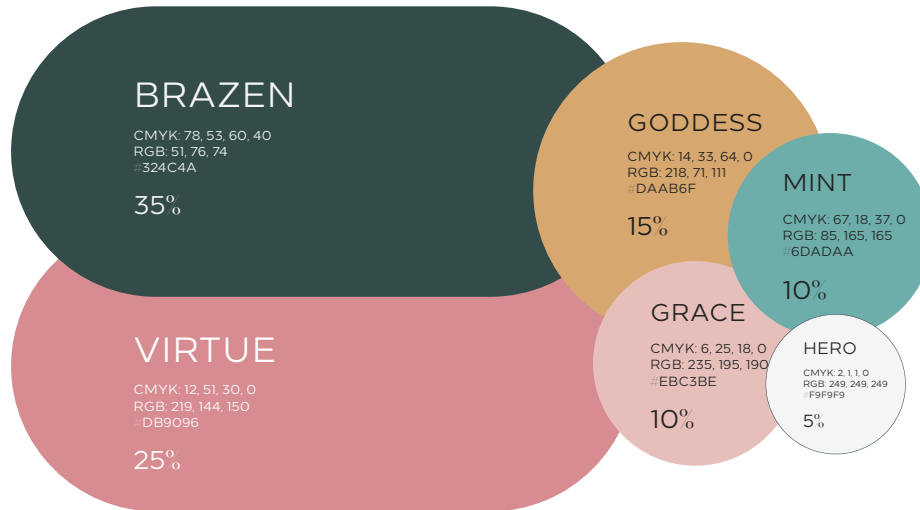 BRAZEN
CMYK: 78, 53, 60, 40
RGB: 51, 76, 74
#324C4A
35%
VIRTUE
CMYK: 12, 51, 30, 0
RGB: 219, 144, 150
#DB9096
25%
GODDESS
CMYK: 14, 33, 64, 0
RGB: 218, 71, 111
#DAAB6F
15%
MINT
CMYK: 67, 18, 37, 0
RGB: 85, 165, 165
#6DADAA
10%
GRACE
CMYK: 6, 25, 18, 0
RGB: 235, 195, 190
#EBC3BE
10%
HERO
CMYK: 2, 1, 1, 0
RGB: 249, 249, 249
#F9F9F9
5%